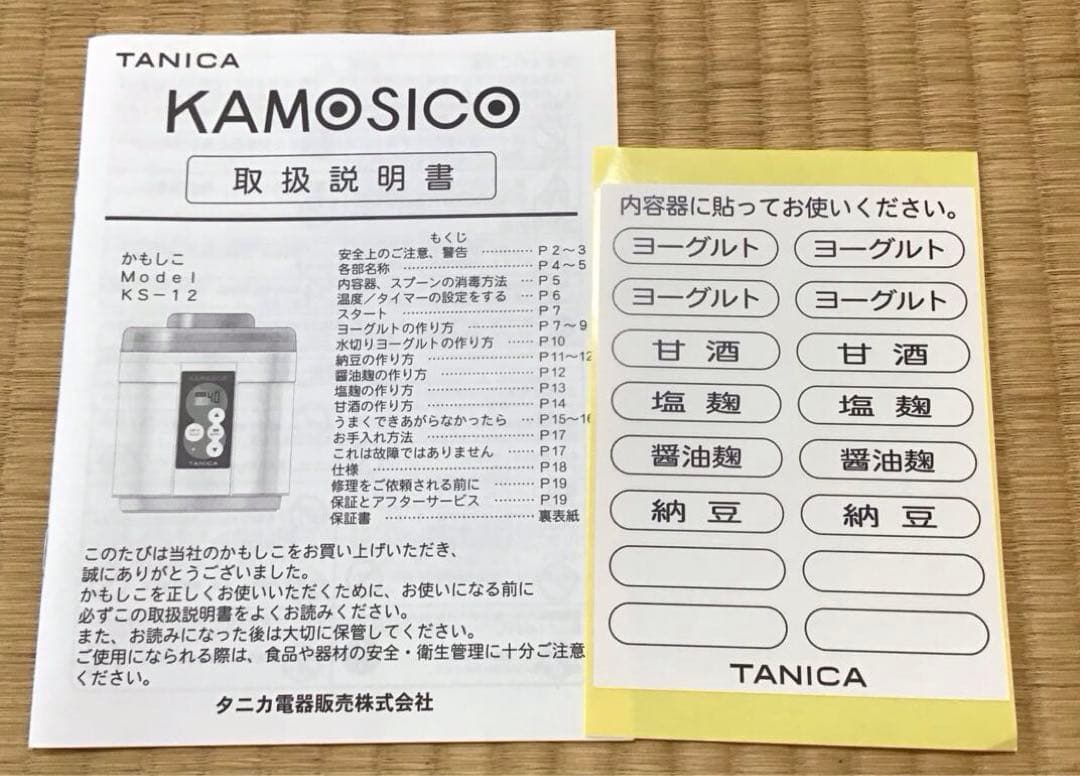 TANICA
KAMOSICO
取扱説明書
かもしこ
Model
KS-12
もくじ
安全上のご注意、警告 ………… P2～3
各部名称 ………………………… P4～5
内容器、スプーンの消毒方法 … P5
温度／タイマーの設定をする … P6
スタート ………………………… P7
ヨーグルトの作り方 …………… P7～9
水切りヨーグルトの作り方 …… P10
納豆の作り方 …………………… P11～12
醤油麹の作り方 ………………… P12
塩麹の作り方 …………………… P13
甘酒の作り方 …………………… P14
うまくできあがらなかったら … P15～16
お手入れ方法 …………………… P17
これは故障ではありません …… P17
仕様 ……………………………… P18
修理をご依頼される前に ……… P19
保証とアフターサービス ……… P19
保証書 …………………………… 裏表紙
KAMOSICO
40
TANICA
このたびは当社のかもしこをお買い上げいただき、
誠にありがとうございました。
かもしこを正しくお使いいただくために、お使いになる前に
必ずこの取扱説明書をよくお読みください。
また、お読みになった後は大切に保管してください。
ご使用になられる際は、食品や器材の安全・衛生管理に十分ご注意
ください。
タニカ電器販売株式会社
内容器に貼ってお使いください。
ヨーグルト ヨーグルト
ヨーグルト ヨーグルト
甘酒 甘酒
塩麹 塩麹
醤油麹 醤油麹
納豆 納豆
TANICA